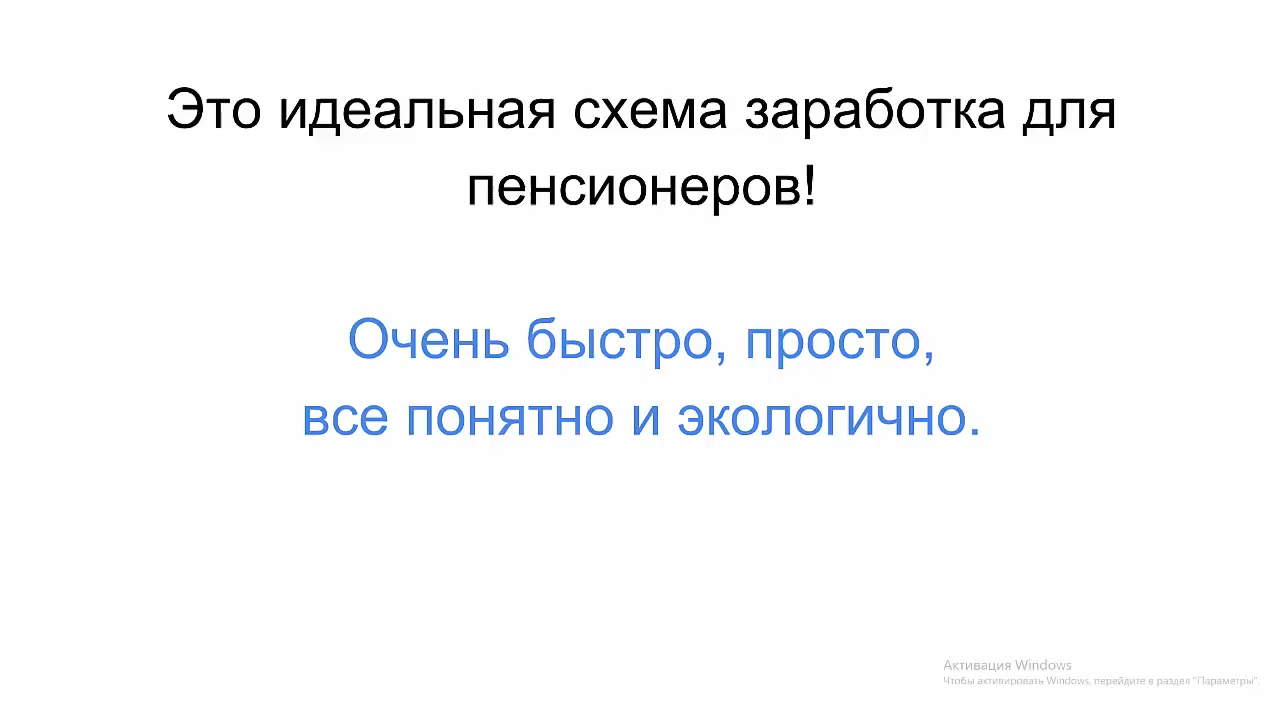 Это идеальная схема заработка для
пенсионеров!
Очень быстро, просто,
все понятно и экологично.
Активация Windows
Чтобы активировать Windows, перейдите в раздел "Параметры".